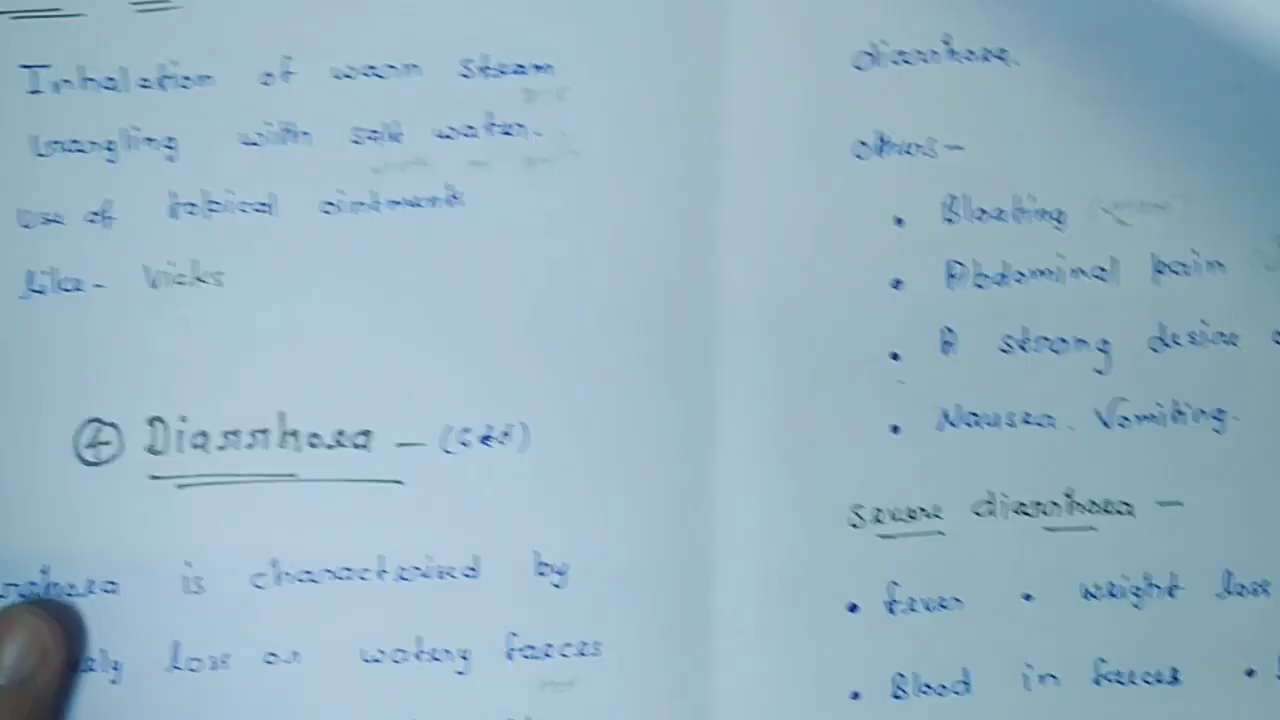 Inhalation of warm steam
Grangling with salt water.
use of topical ointment
like- Vicks
④ Diarrhoea –
is characterized by
loss or watery faeces
diarrhoea.
others –
• Bloating
• Abdominal pain
• A strong desire
• Nausea. Vomiting.
severe diarrhoea –
• fever • weight loss
• Blood in faeces •